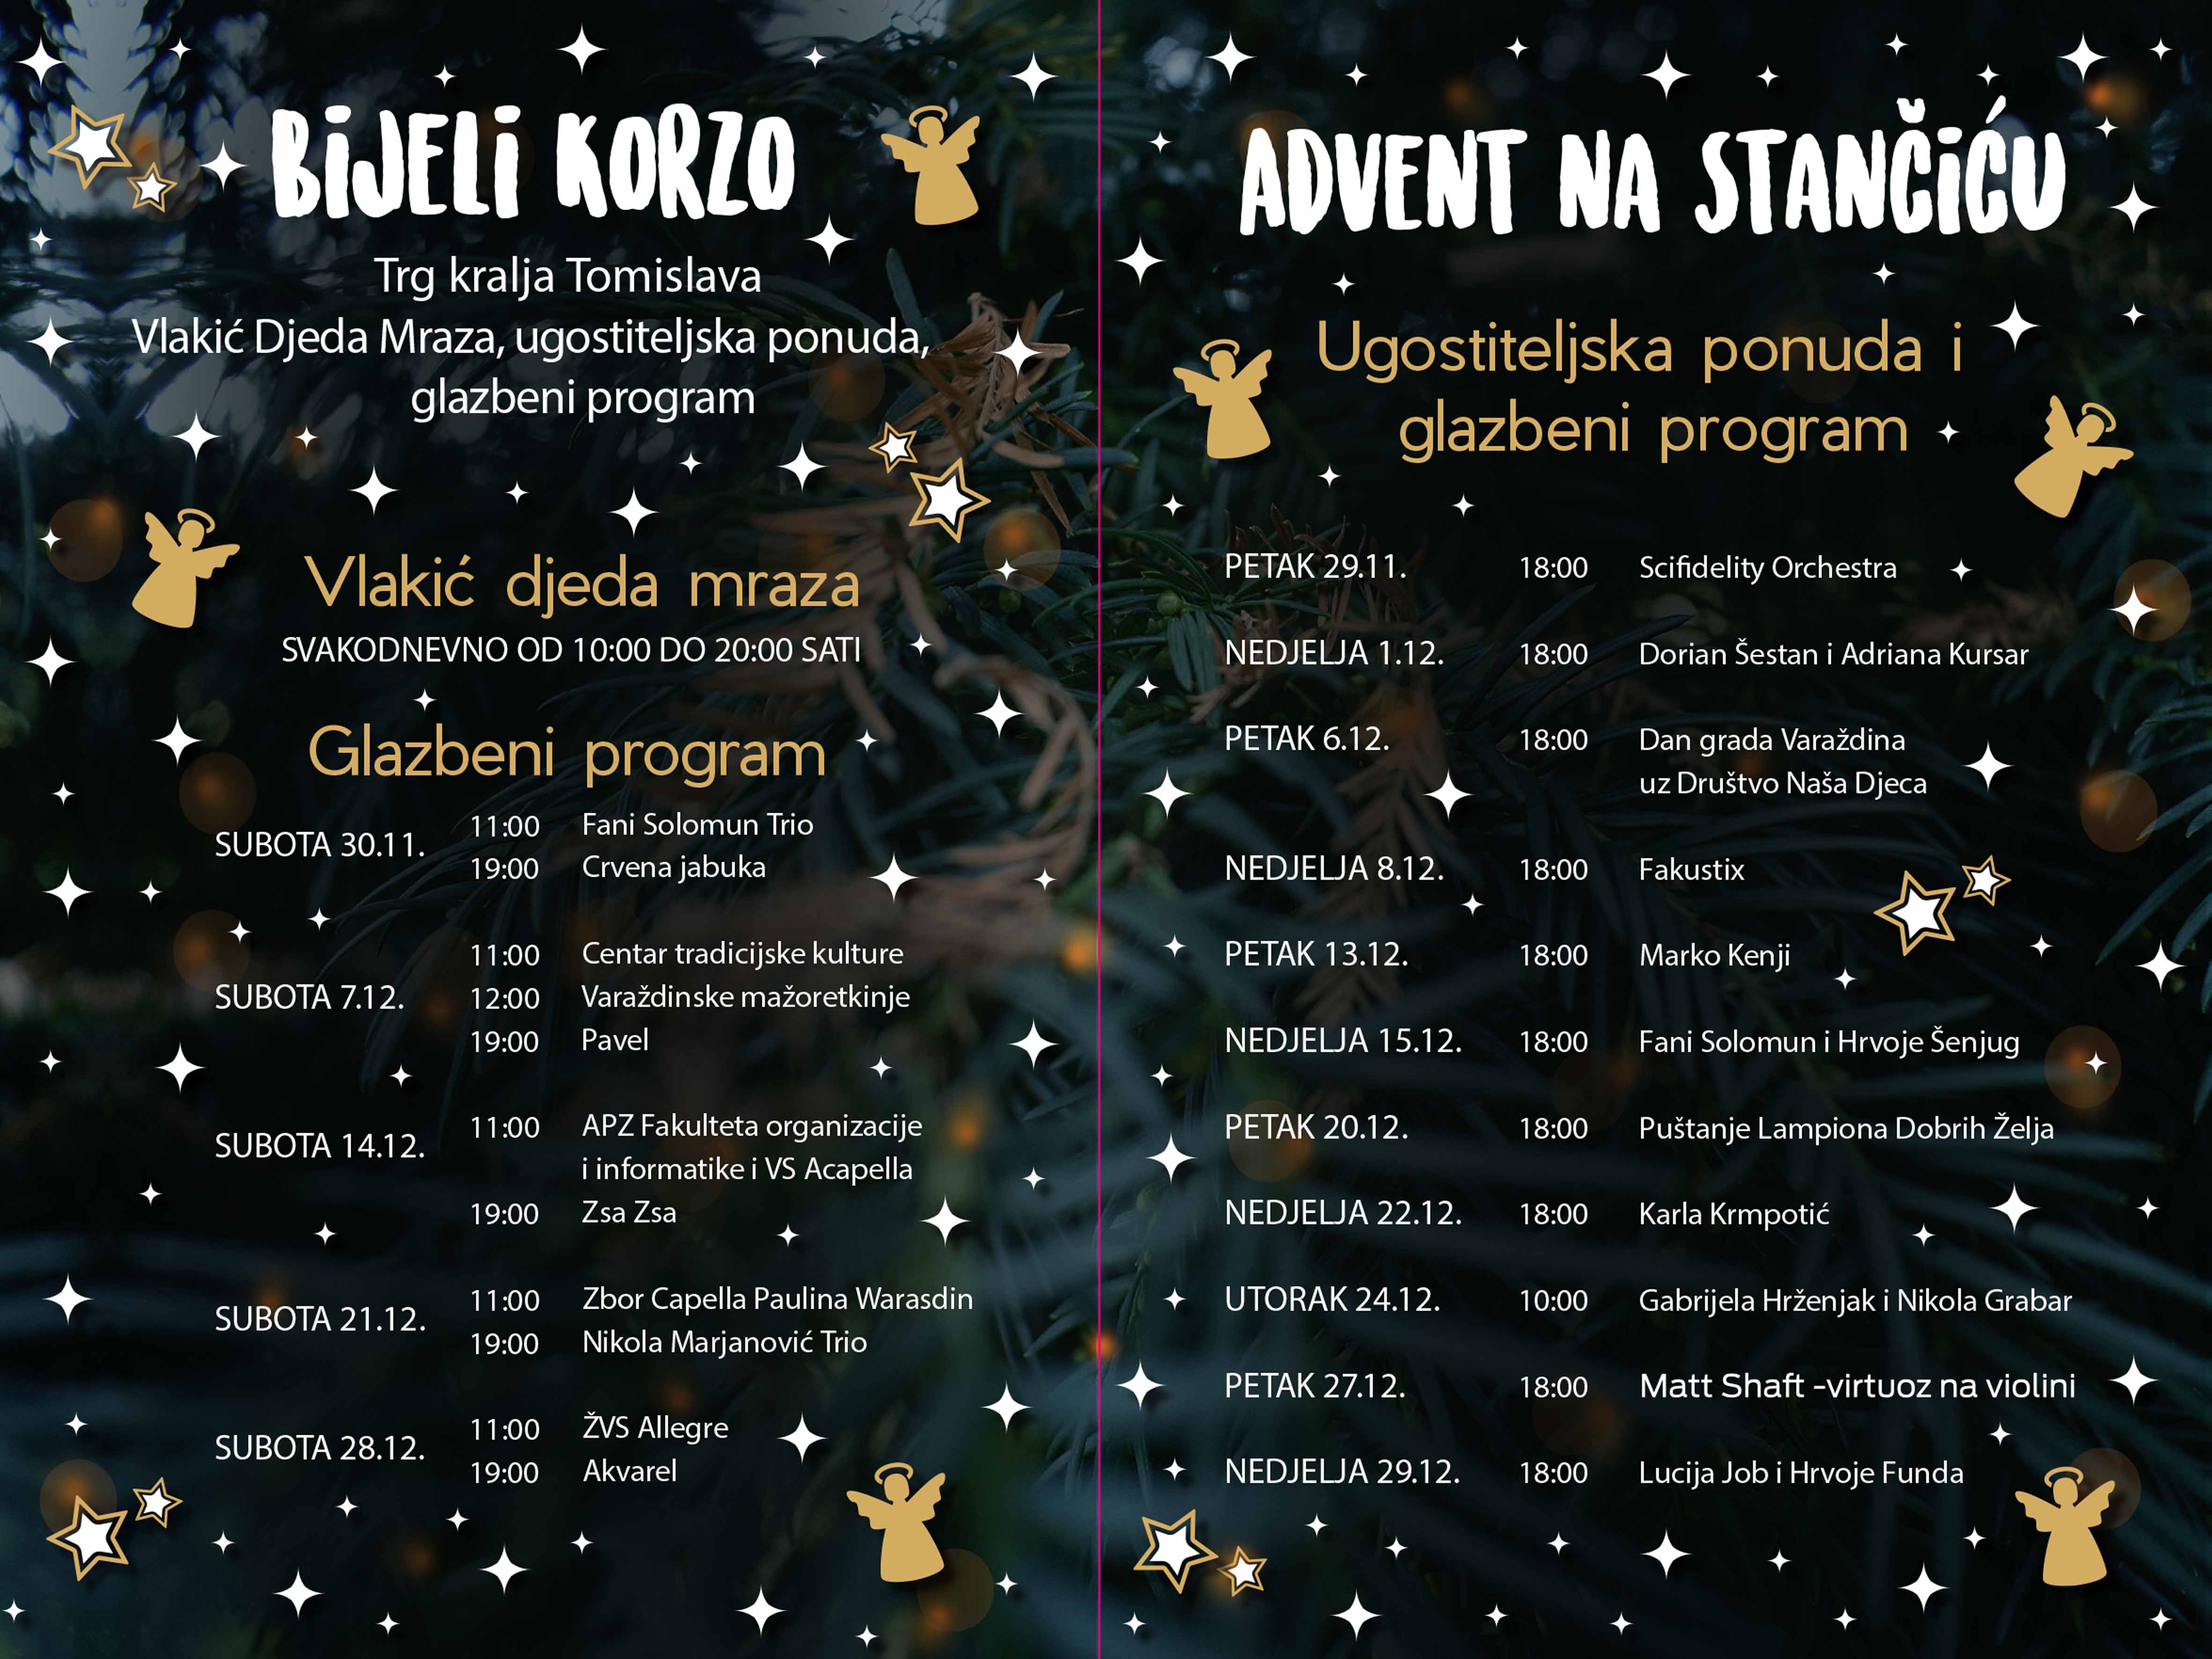 BIJELI KORZO
Trg kralja Tomislava
Vlakić Djeda Mraza, ugostiteljska ponuda,
glazbeni program
Vlakić djeda mraza
SVAKODNEVNO OD 10:00 DO 20:00 SATI
Glazbeni program
SUBOTA 30.11.
11:00 Fani Solomun Trio
19:00 Crvena jabuka
SUBOTA 7.12.
11:00 Centar tradicijske kulture
12:00 Varaždinske mažoretkinje
19:00 Pavel
SUBOTA 14.12.
11:00 APZ Fakulteta organizacije
i informatike i VS Acapella
19:00 Zsa Zsa
SUBOTA 21.12.
11:00 Zbor Capella Paulina Warasdin
19:00 Nikola Marjanović Trio
SUBOTA 28.12.
11:00 ŽVS Allegre
19:00 Akvarel
ADVENT NA STANČIĆU
Ugostiteljska ponuda i
glazbeni program
PETAK 29.11. 18:00 Scifidelity Orchestra
NEDJELJA 1.12. 18:00 Dorian Šestan i Adriana Kursar
PETAK 6.12. 18:00 Dan grada Varaždina
uz Društvo Naša Djeca
NEDJELJA 8.12. 18:00 Fakustix
PETAK 13.12. 18:00 Marko Kenji
NEDJELJA 15.12. 18:00 Fani Solomun i Hrvoje Šenjug
PETAK 20.12. 18:00 Puštanje Lampiona Dobrih Želja
NEDJELJA 22.12. 18:00 Karla Krmpotić
UTORAK 24.12. 10:00 Gabrijela Hrženjak i Nikola Grabar
PETAK 27.12. 18:00 Matt Shaft -virtuoz na violini
NEDJELJA 29.12. 18:00 Lucija Job i Hrvoje Funda